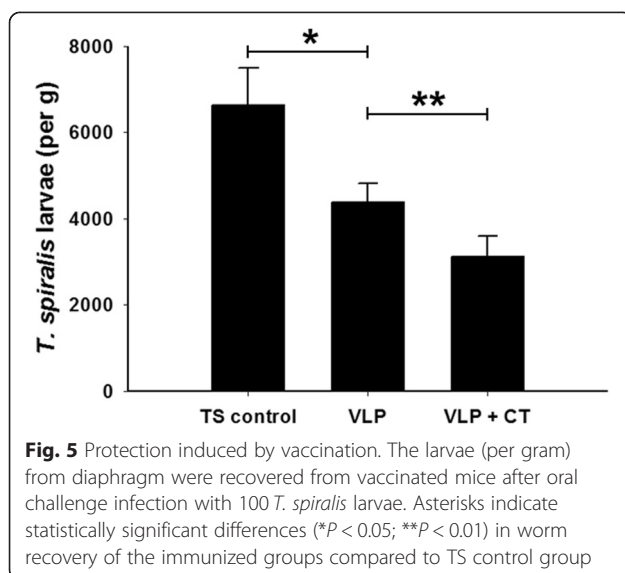 *
**
8000
6000
4000
2000
0
T. spiralis larvae (per g)
TS control VLP VLP + CT
Fig. 5 Protection induced by vaccination. The larvae (per gram)
from diaphragm were recovered from vaccinated mice after oral
challenge infection with 100 T. spiralis larvae. Asterisks indicate
statistically significant differences (*P < 0.05; **P < 0.01) in worm
recovery of the immunized groups compared to TS control group